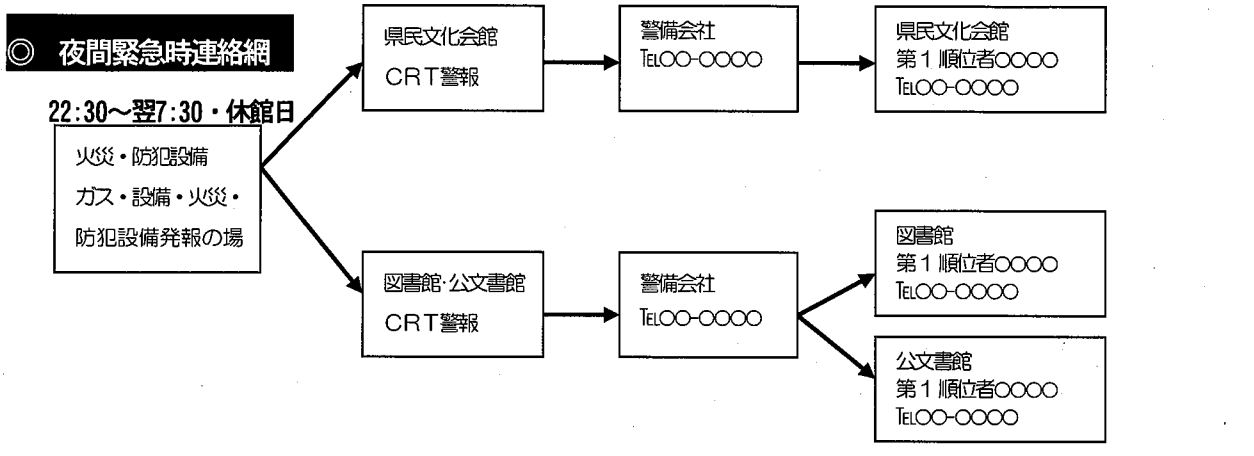 ◎ 夜間緊急時連絡網
22:30～翌7:30・休館日
火災・防犯設備
ガス・設備・火災・
防犯設備発報の場
県民文化会館
ＣＲＴ警報
警備会社
℡○○-○○○○
県民文化会館
第１順位者○○○○
℡○○-○○○○
図書館･公文書館
ＣＲＴ警報
警備会社
℡○○-○○○○
図書館
第１順位者○○○○
℡○○-○○○○
公文書館
第１順位者○○○○
℡○○-○○○○